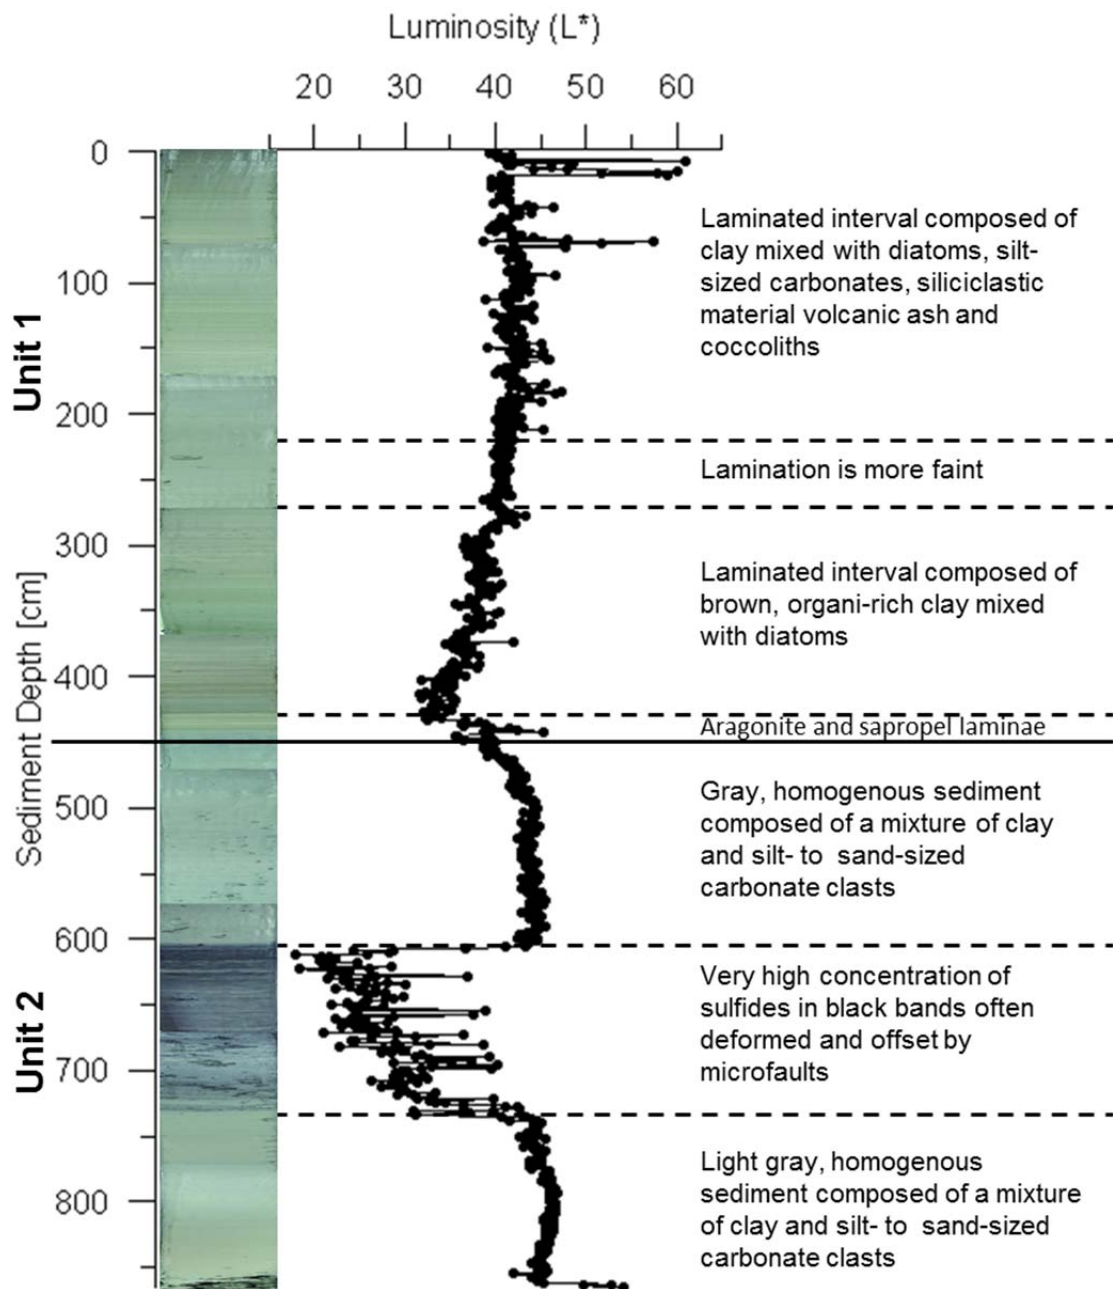 Luminosity (L*)
20 30 40 50 60
0
100
200
300
400
500
600
700
800
Sediment Depth [cm]
Unit 1
Unit 2
Laminated interval composed of
clay mixed with diatoms, silt-
sized carbonates, siliciclastic
material volcanic ash and
coccoliths
Lamination is more faint
Laminated interval composed of
brown, organi-rich clay mixed
with diatoms
Aragonite and sapropel laminae
Gray, homogenous sediment
composed of a mixture of clay
and silt- to sand-sized
carbonate clasts
Very high concentration of
sulfides in black bands often
deformed and offset by
microfaults
Light gray, homogenous
sediment composed of a mixture
of clay and silt- to sand-sized
carbonate clasts